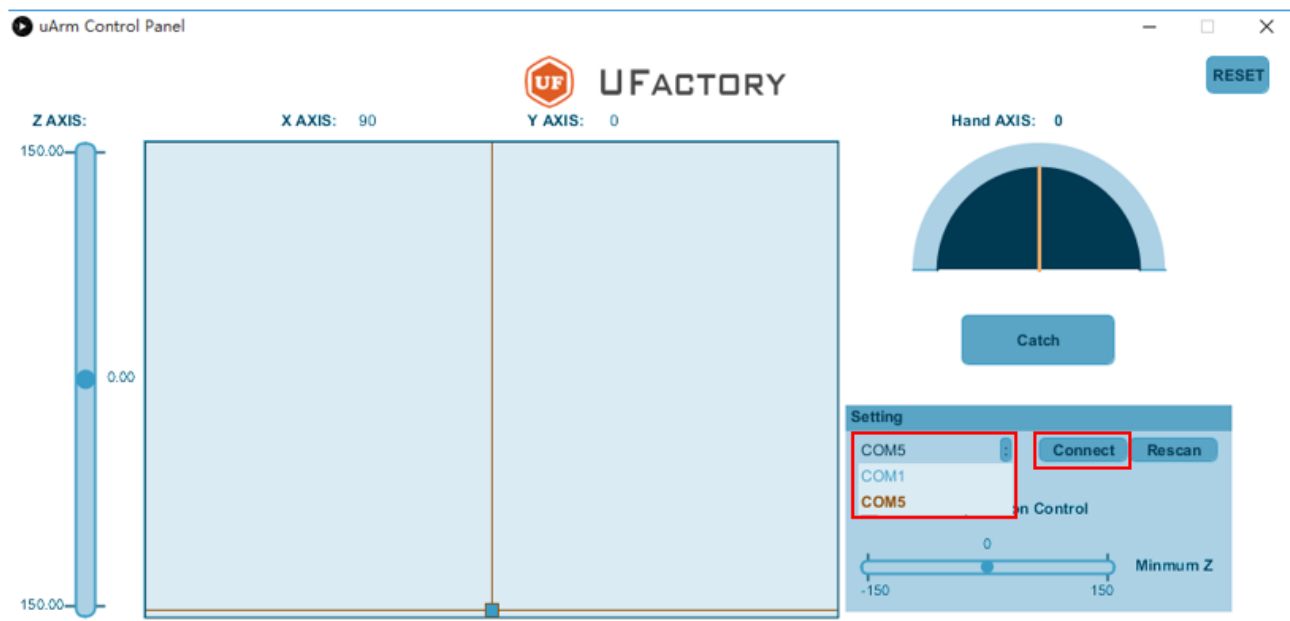 uArm Control Panel
UF UFACTORY
RESET
Z AXIS:
X AXIS: 90
Y AXIS: 0
Hand AXIS: 0
150.00
0.00
150.00
Catch
Setting
COM5 : Connect Rescan
COM1
COM5
on Control
0
Minmum Z
-150 150